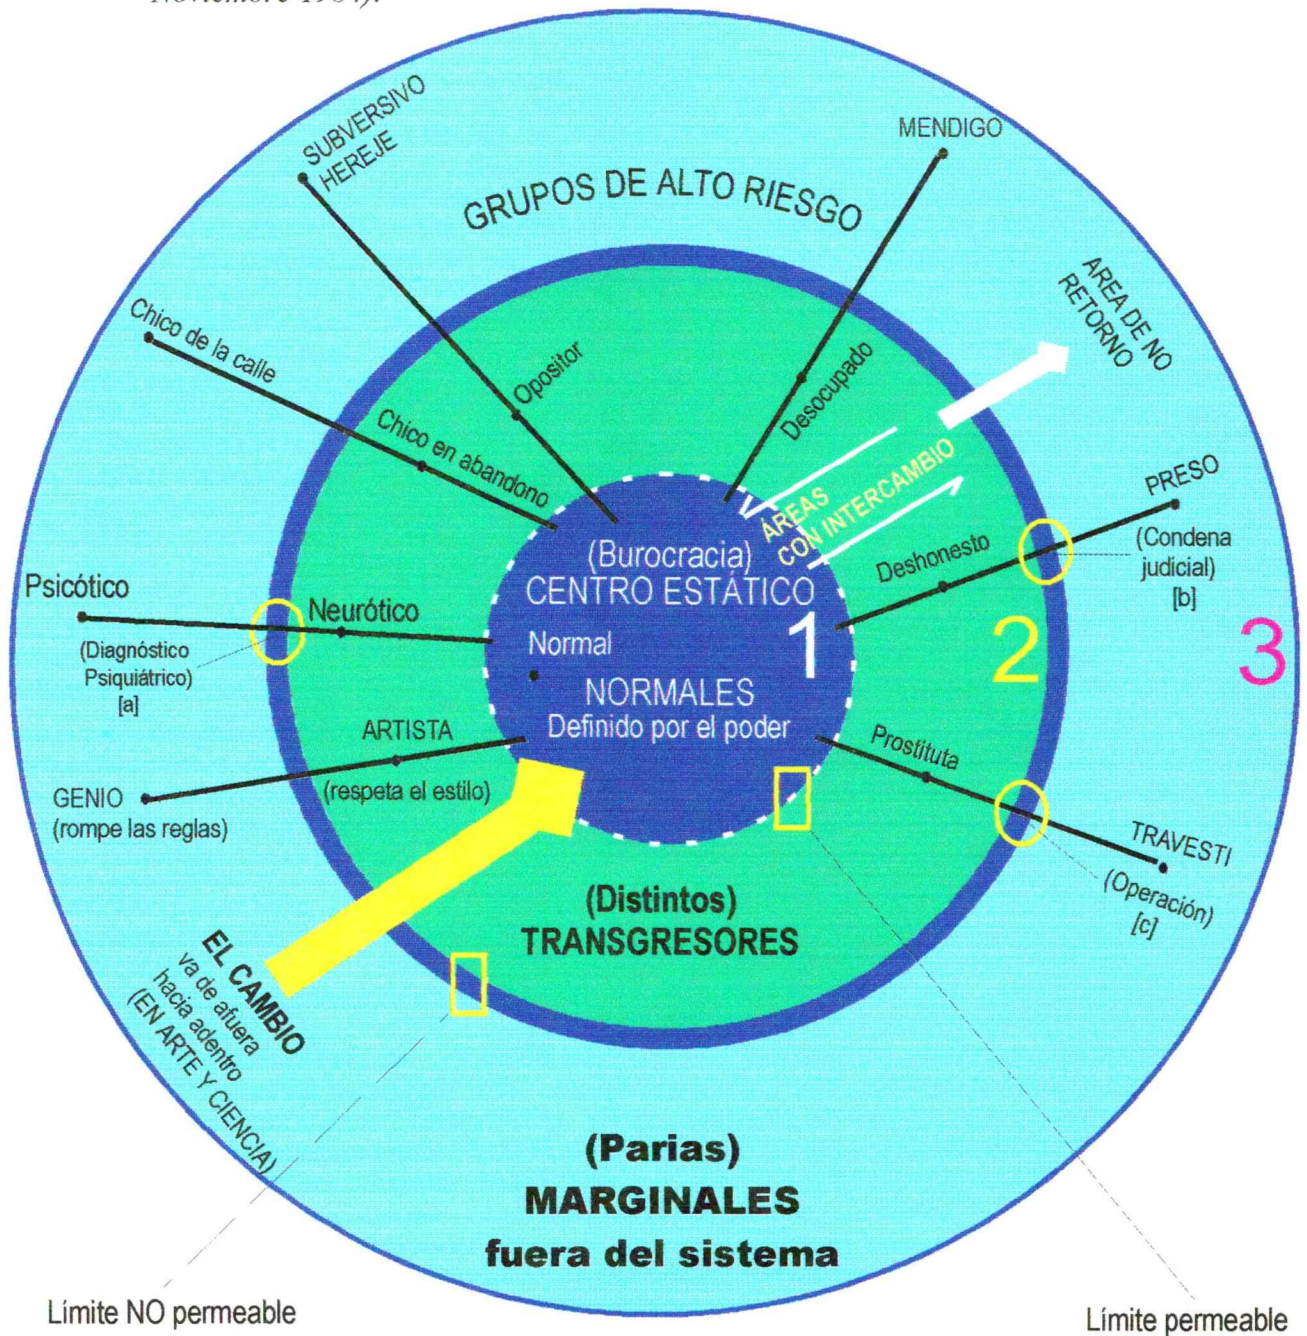 Noviembre 1984).
SUBVERSIVO
HEREJE
MENDIGO
GRUPOS DE ALTO RIESGO
AREA DE NO
RETORNO
Chico de la calle
Opositor
Desocupado
Chico en abandono
ÁREAS
CON INTERCAMBIO
PRESO
(Condena
judicial)
[b]
Deshonesto
(Burocracia)
CENTRO ESTÁTICO
1
2
3
Psicótico
Neurótico
(Diagnóstico
Psiquiátrico)
[a]
Normal
NORMALES
Definido por el poder
ARTISTA
(respeta el estilo)
GENIO
(rompe las reglas)
Prostituta
TRAVESTI
(Operación)
[c]
(Distintos)
TRANSGRESORES
EL CAMBIO
va de afuera
hacia adentro
(EN ARTE Y CIENCIA)
(Parias)
MARGINALES
fuera del sistema
Límite NO permeable
Límite permeable